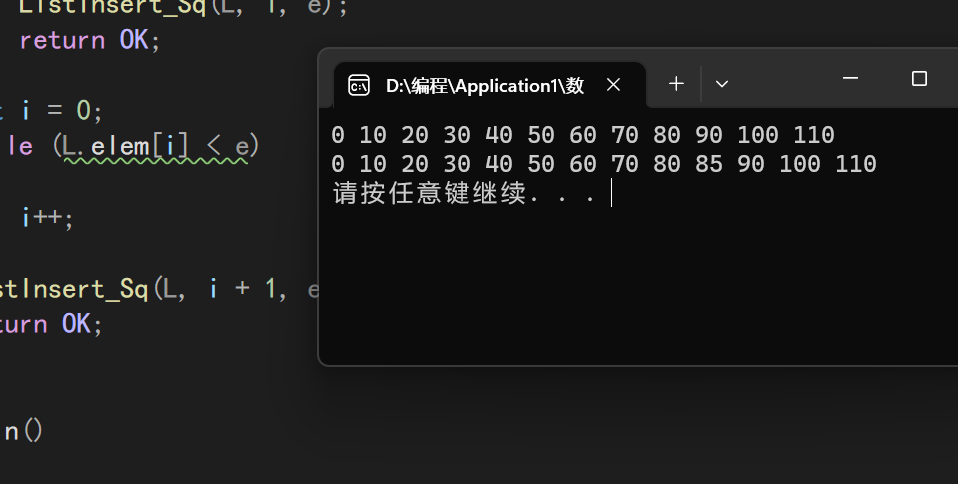 ListInsert_Sq(L, 1, e);
return OK;
i = 0;
le (L.elem[i] < e)
i++;
stInsert_Sq(L, i + 1, e
turn OK;
n()
D:\编程\Application1\数
0 10 20 30 40 50 60 70 80 90 100 110
0 10 20 30 40 50 60 70 80 85 90 100 110
请按任意键继续. . .